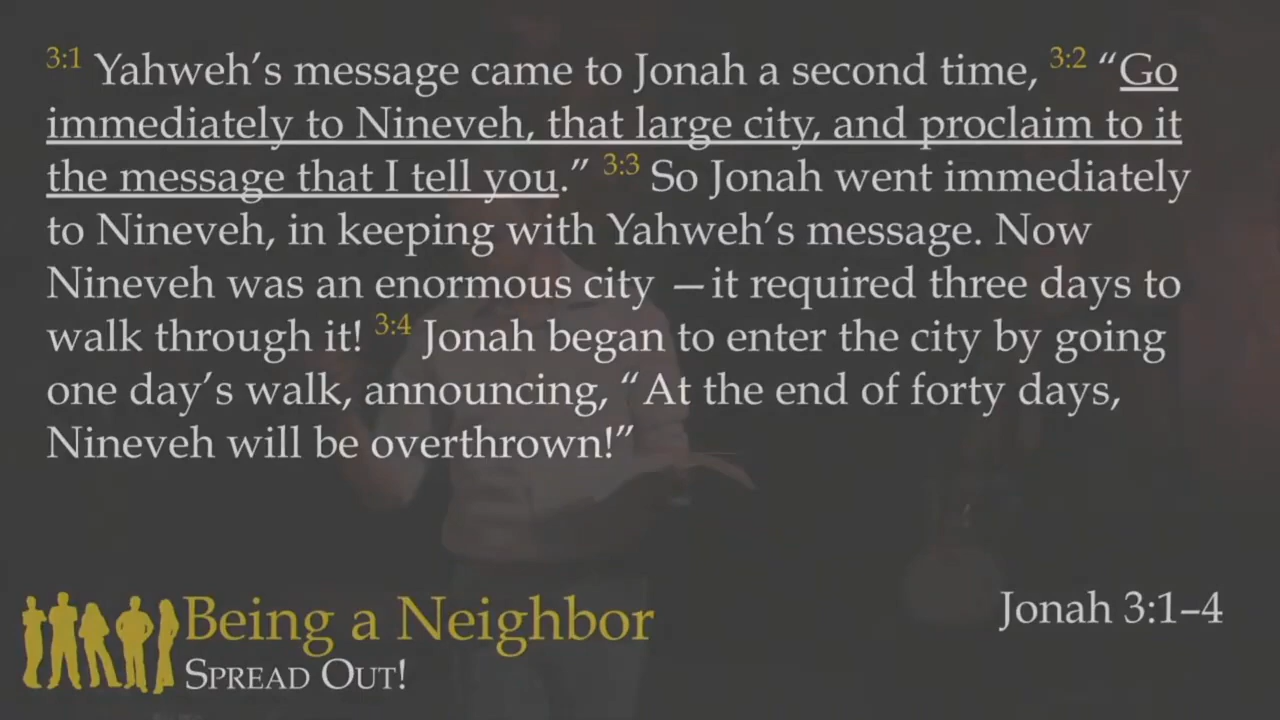 3:1 Yahweh’s message came to Jonah a second time, 3:2 “Go
immediately to Nineveh, that large city, and proclaim to it
the message that I tell you.” 3:3 So Jonah went immediately
to Nineveh, in keeping with Yahweh’s message. Now
Nineveh was an enormous city —it required three days to
walk through it! 3:4 Jonah began to enter the city by going
one day’s walk, announcing, “At the end of forty days,
Nineveh will be overthrown!”
Being a Neighbor
Spread Out!
Jonah 3:1–4